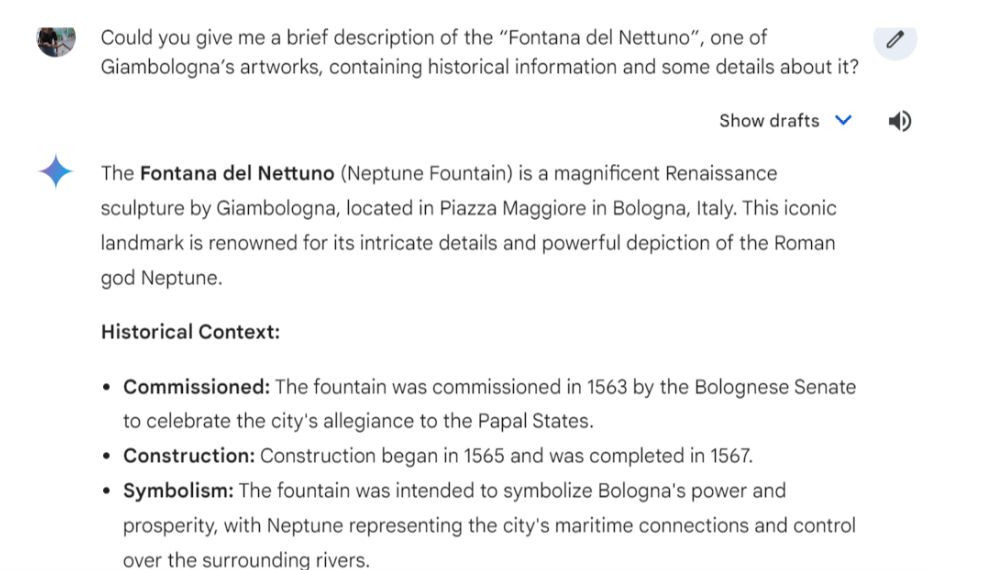 Could you give me a brief description of the “Fontana del Nettuno”, one of
Giambologna’s artworks, containing historical information and some details about it?
Show drafts
The Fontana del Nettuno (Neptune Fountain) is a magnificent Renaissance
sculpture by Giambologna, located in Piazza Maggiore in Bologna, Italy. This iconic
landmark is renowned for its intricate details and powerful depiction of the Roman
god Neptune.
Historical Context:
• Commissioned: The fountain was commissioned in 1563 by the Bolognese Senate
to celebrate the city's allegiance to the Papal States.
• Construction: Construction began in 1565 and was completed in 1567.
• Symbolism: The fountain was intended to symbolize Bologna's power and
prosperity, with Neptune representing the city's maritime connections and control
over the surrounding rivers.